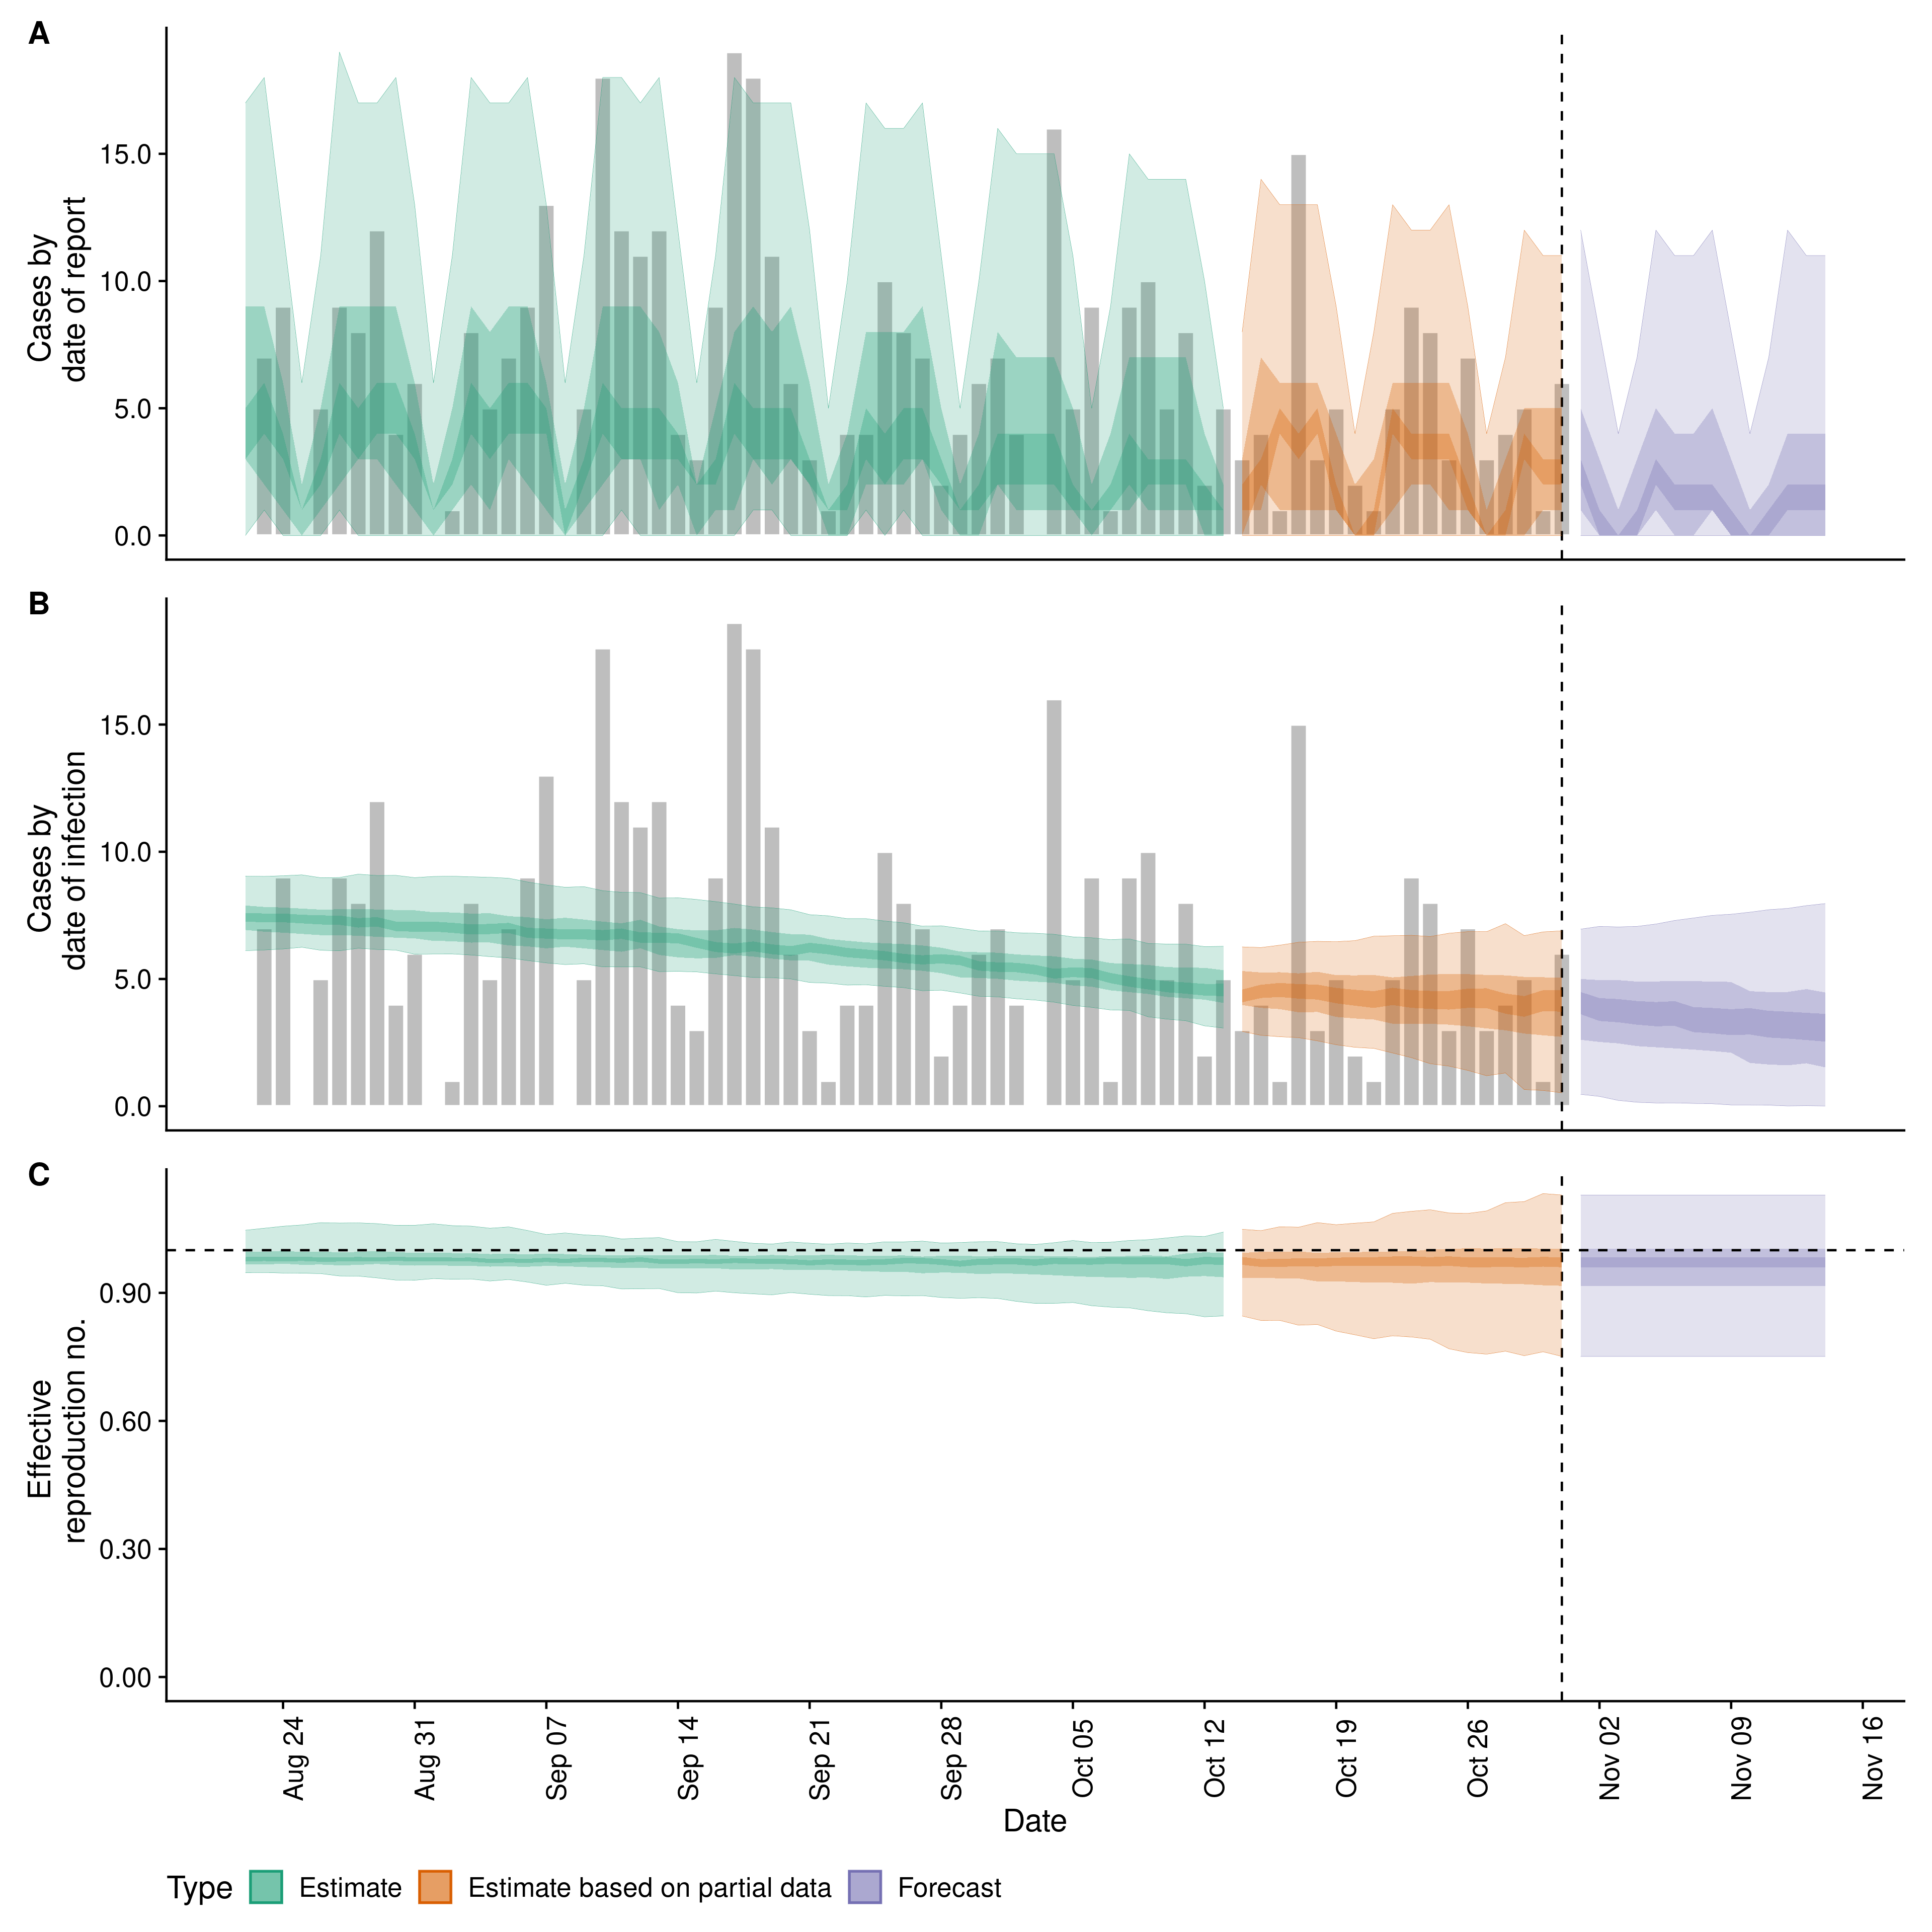 A
Cases by
date of report
15.0
10.0
5.0
0.0
B
Cases by
date of infection
15.0
10.0
5.0
0.0
C
Effective
reproduction no.
0.90
0.60
0.30
0.00
Aug 24
Aug 31
Sep 07
Sep 14
Sep 21
Sep 28
Oct 05
Oct 12
Oct 19
Oct 26
Nov 02
Nov 09
Nov 16
Date
Type Estimate Estimate based on partial data Forecast